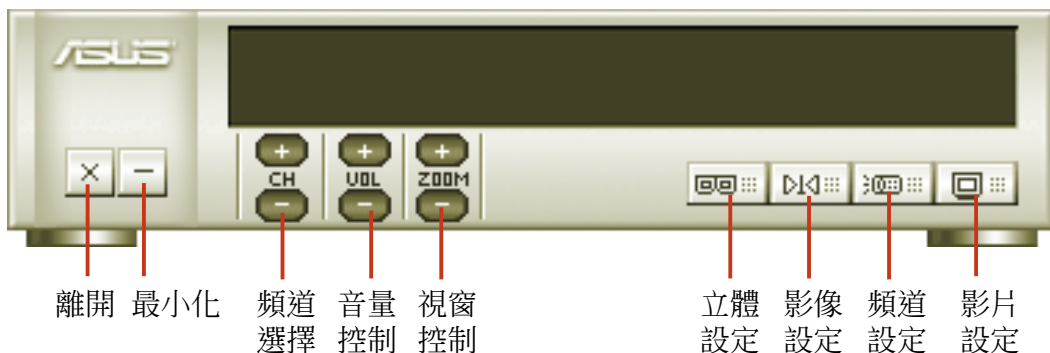 ASUS
CH
VOL
ZOOM
離開
最小化
頻道
選擇
音量
控制
視窗
控制
立體
設定
影像
設定
頻道
設定
影片
設定